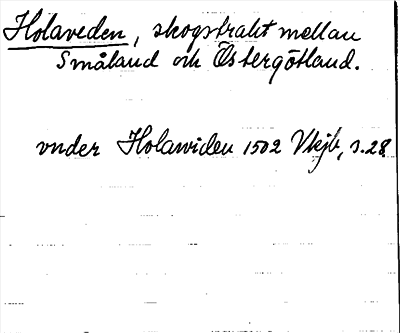 Holaveden, skogstrakt mellan
Småland och Östergötland.
vnder Holawiden 1502 Vkjb, s. 28